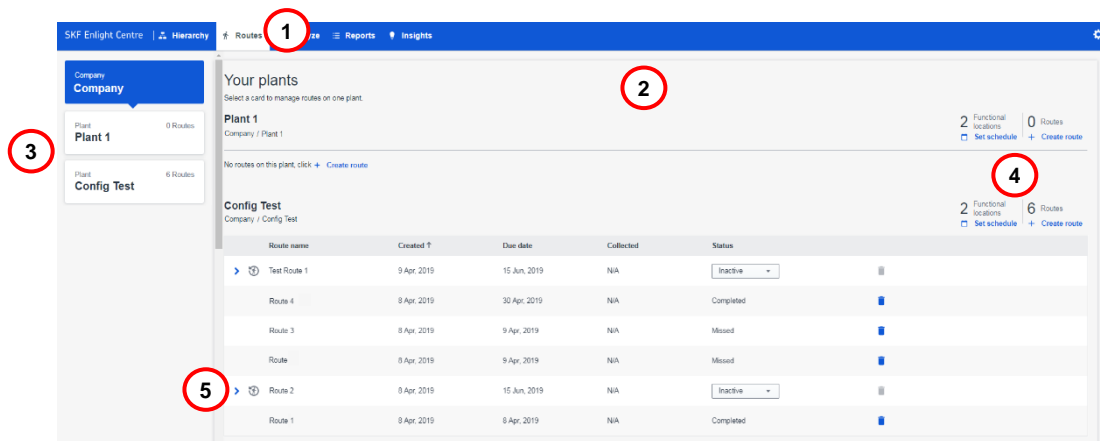 SKF Enlight Centre | Hierarchy Routes 1 ze Reports Insights
Company
Company
Plant 0 Routes
Plant 1
3
Plant 6 Routes
Config Test
Your plants
2
Select a card to manage routes on one plant.
Plant 1
Company / Plant 1
2 Functional locations 0 Routes
Set schedule + Create route
No routes on this plant, click + Create route
4
Config Test
Company / Config Test
2 Functional locations 6 Routes
Set schedule + Create route
Route name Created ↑ Due date Collected Status
Test Route 1 9 Apr, 2019 15 Jun, 2019 N/A Inactive
Route 4 8 Apr, 2019 30 Apr, 2019 N/A Completed
Route 3 8 Apr, 2019 9 Apr, 2019 N/A Missed
Route 8 Apr, 2019 9 Apr, 2019 N/A Missed
5 Route 2 8 Apr, 2019 15 Jun, 2019 N/A Inactive
Route 1 8 Apr, 2019 8 Apr, 2019 N/A Completed